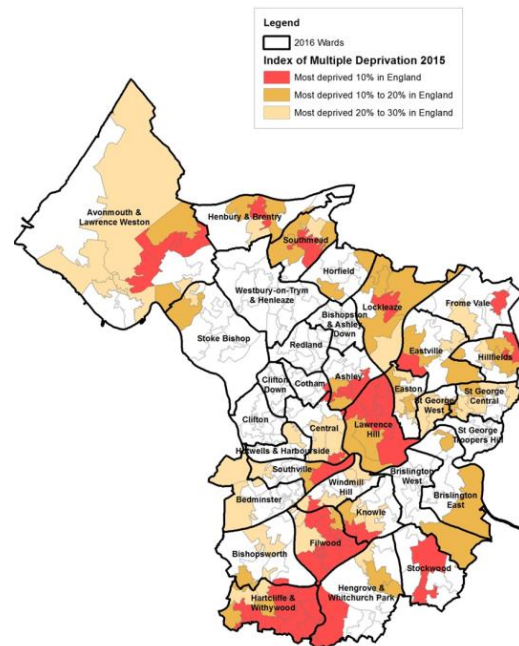 Legend
2016 Wards
Index of Multiple Deprivation 2015
Most deprived 10% in England
Most deprived 10% to 20% in England
Most deprived 20% to 30% in England
Avonmouth &
Lawrence Weston
Henbury & Brentry
Southmead
Horfield
Westbury-on-Trym
& Henleaze
Lockleaze
Frome Vale
Bishopston
& Ashley
Down
Stoke Bishop
Redland
Eastville
Hillfields
Clifton
Down
Cotham
Ashley
Easton
St George
West
St George
Central
Clifton
Central
Lawrence
Hill
St George
Troopers Hill
Hotwells & Harbourside
Southville
Brislington
West
Windmill
Hill
Bedminster
Brislington
East
Knowle
Bishopsworth
Filwood
Stockwood
Hartcliffe &
Withywood
Hengrove &
Whitchurch Park